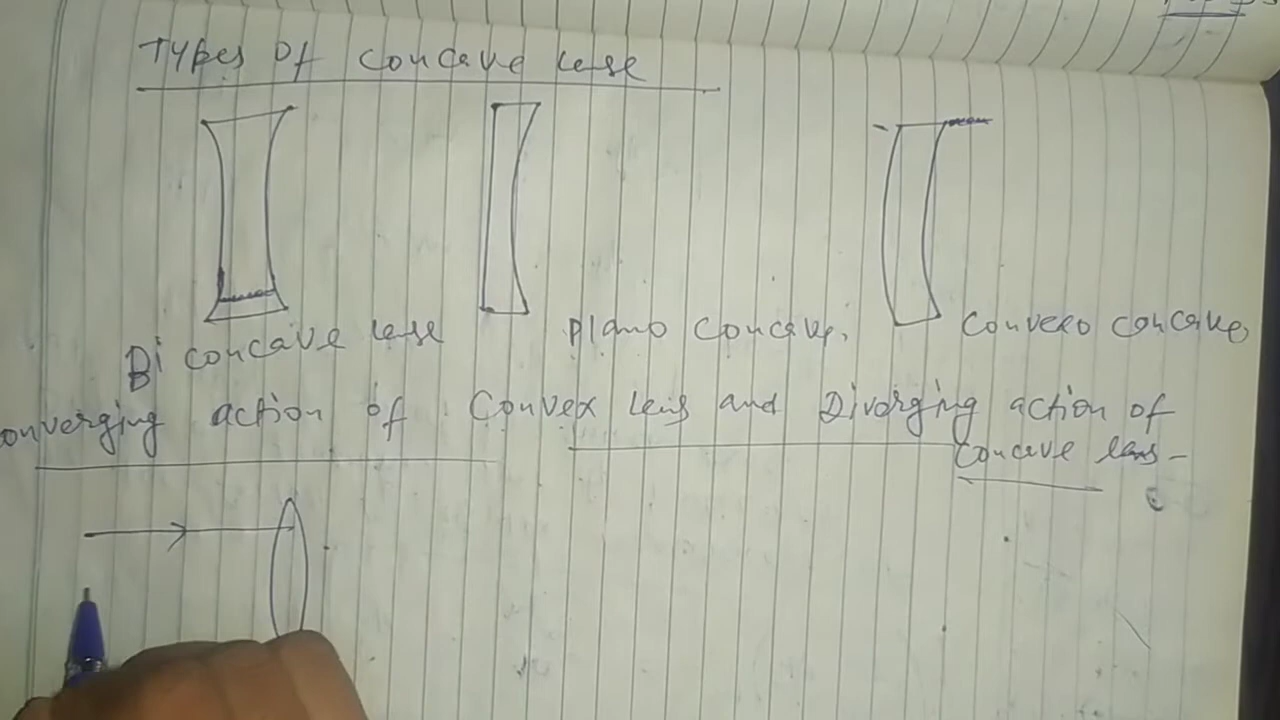 Types of concave lense
Bi concave lense
Plano concave.
Convexo concave,
onverging action of Convex lens and Diverging action of
concave lens -